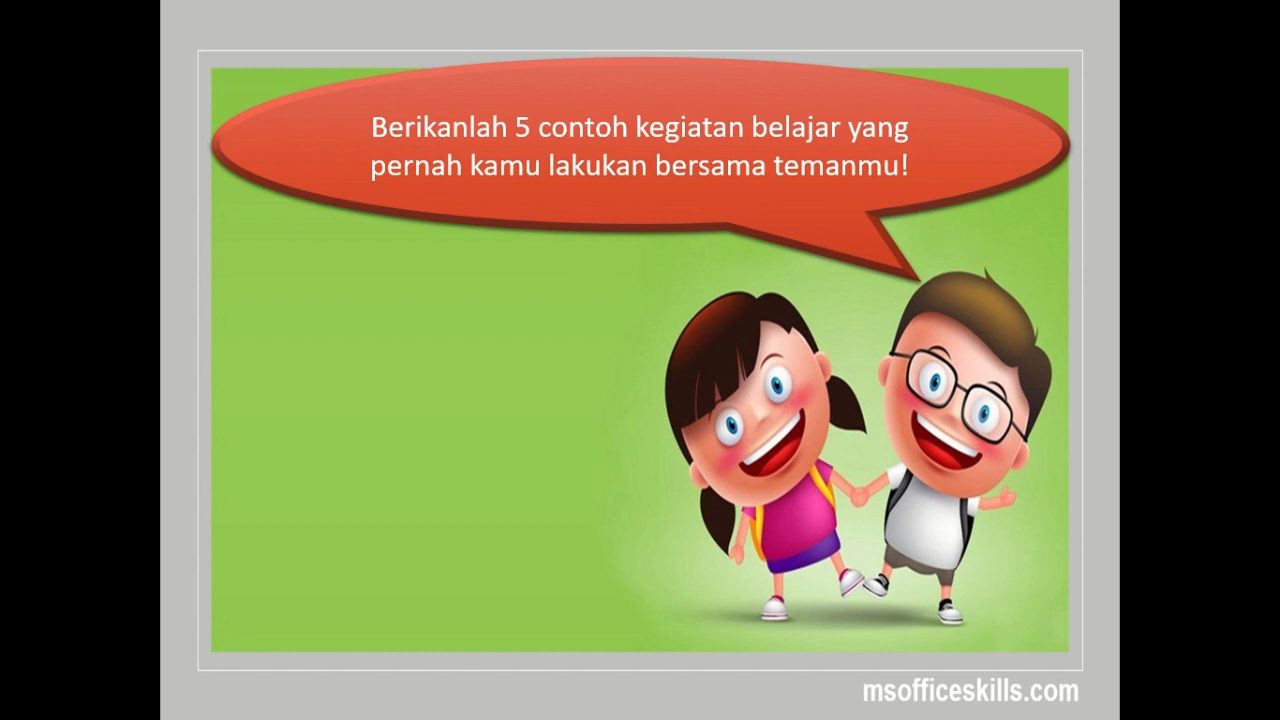 Berikanlah 5 contoh kegiatan belajar yang
pernah kamu lakukan bersama temanmu!
msofficeskills.com